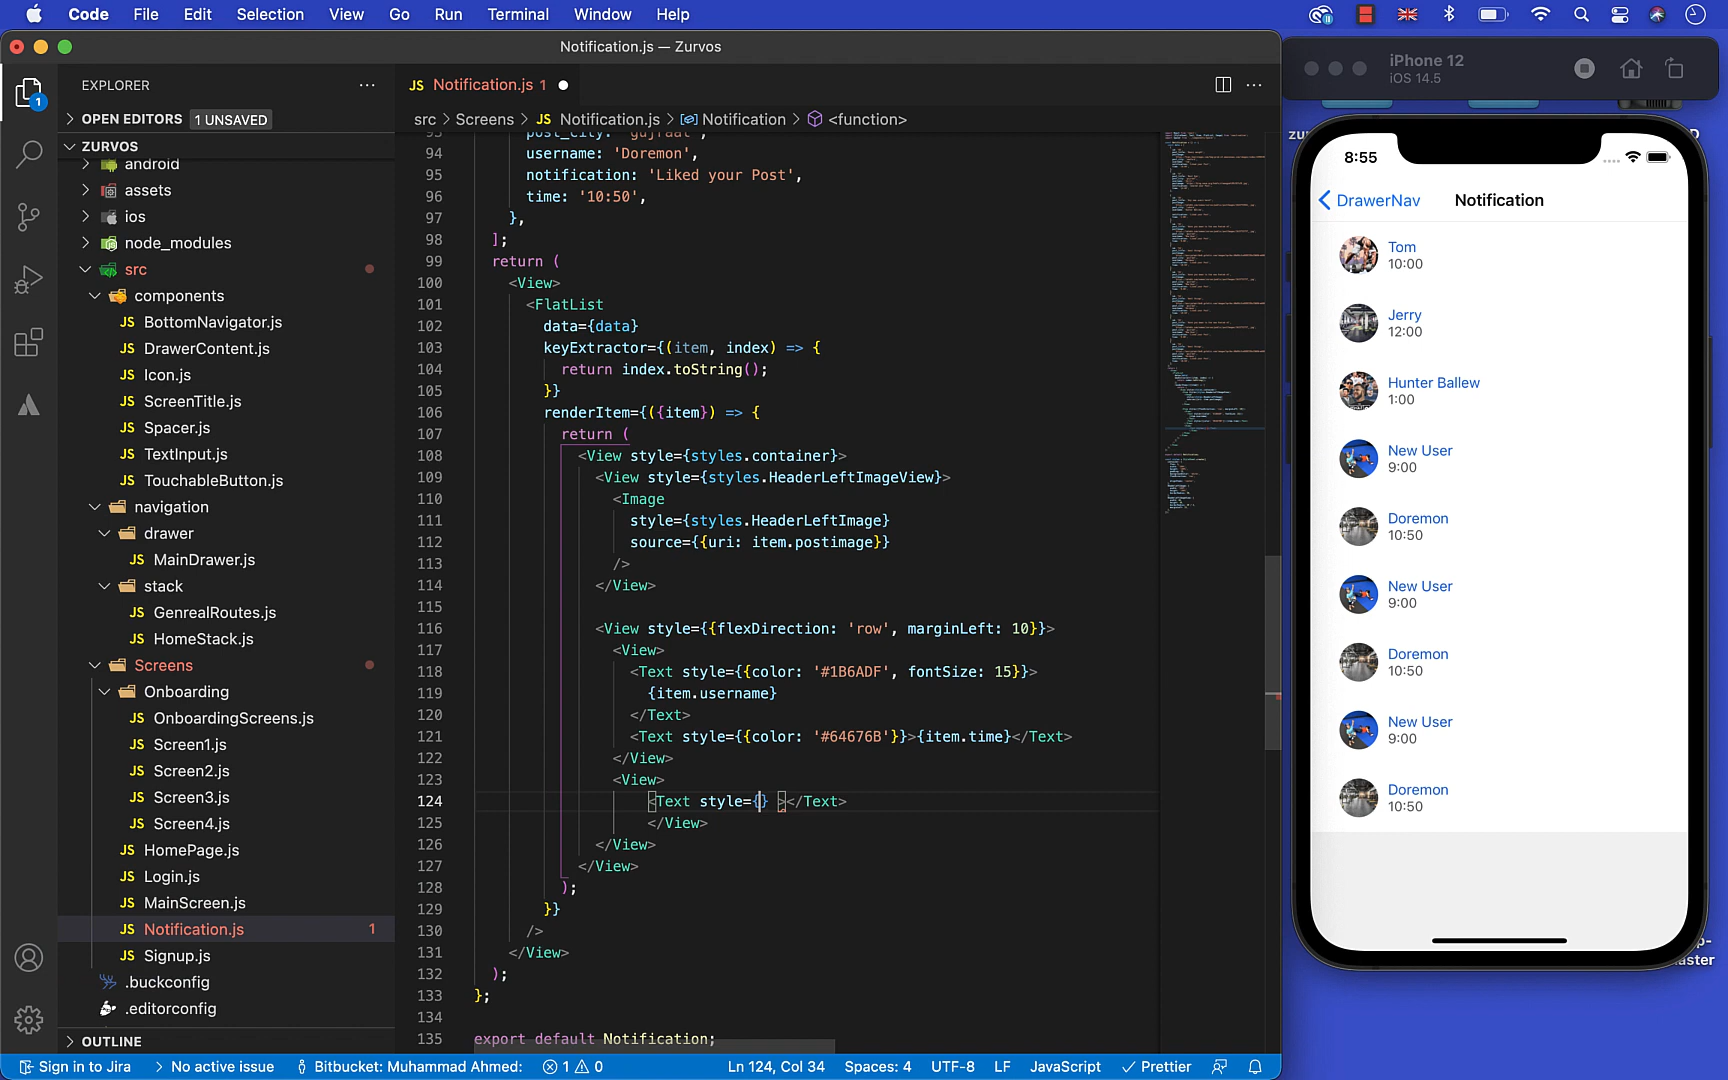 Code File Edit Selection View Go Run Terminal Window Help
Notification.js — Zurvos
iPhone 12
iOS 14.5
EXPLORER
JS Notification.js 1
OPEN EDITORS 1 UNSAVED
src > Screens > JS Notification.js > Notification > <function>
ZURVOS
android
assets
ios
node_modules
src
components
JS BottomNavigator.js
JS DrawerContent.js
JS Icon.js
JS ScreenTitle.js
JS Spacer.js
JS TextInput.js
JS TouchableButton.js
navigation
drawer
JS MainDrawer.js
stack
JS GenrealRoutes.js
JS HomeStack.js
Screens
Onboarding
JS OnboardingScreens.js
JS Screen1.js
JS Screen2.js
JS Screen3.js
JS Screen4.js
JS HomePage.js
JS Login.js
JS MainScreen.js
JS Notification.js 1
JS Signup.js
.buckconfig
.editorconfig
OUTLINE
93 post_city: 'gujraat',
94 username: 'Doremon',
95 notification: 'Liked your Post',
96 time: '10:50',
97 },
98 ];
99 return (
100 <View>
101 <FlatList
102 data={data}
103 keyExtractor={(item, index) => {
104 return index.toString();
105 }}
106 renderItem={({item}) => {
107 return (
108 <View style={styles.container}>
109 <View style={styles.HeaderLeftImageView}>
110 <Image
111 style={styles.HeaderLeftImage}
112 source={{uri: item.postimage}}
113 />
114 </View>
115
116 <View style={{flexDirection: 'row', marginLeft: 10}}>
117 <View>
118 <Text style={{color: '#1B6ADF', fontSize: 15}}>
119 {item.username}
120 </Text>
121 <Text style={{color: '#64676B'}}>{item.time}</Text>
122 </View>
123 <View>
124 <Text style={} ></Text>
125 </View>
126 </View>
127 </View>
128 );
129 }}
130 />
131 </View>
132 );
133 };
134
135 export default Notification;
8:55
DrawerNav Notification
Tom
10:00
Jerry
12:00
Hunter Ballew
1:00
New User
9:00
Doremon
10:50
New User
9:00
Doremon
10:50
New User
9:00
Doremon
10:50
Sign in to Jira > No active issue Bitbucket: Muhammad Ahmed: 1 0 Ln 124, Col 34 Spaces: 4 UTF-8 LF JavaScript Prettier